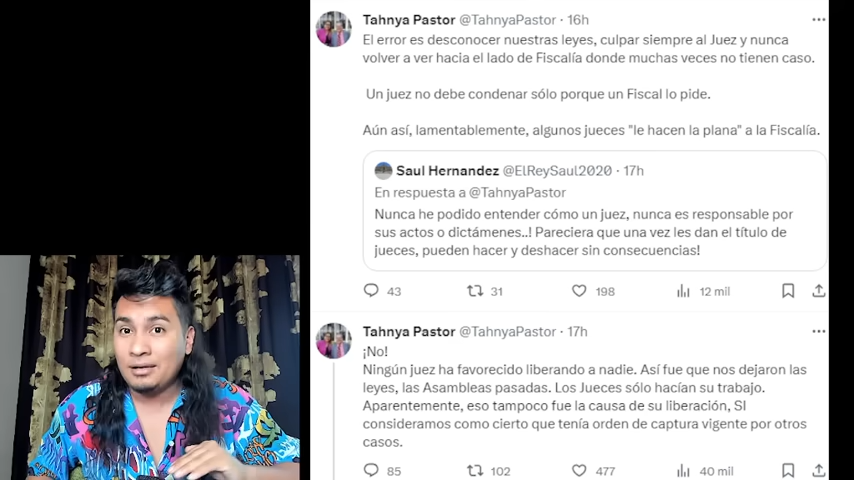 Tahnya Pastor @TahnyaPastor · 16h
El error es desconocer nuestras leyes, culpar siempre al Juez y nunca
volver a ver hacia el lado de Fiscalía donde muchas veces no tienen caso.
Un juez no debe condenar sólo porque un Fiscal lo pide.
Aún así, lamentablemente, algunos jueces "le hacen la plana" a la Fiscalía.
Saul Hernandez @ElReySaul2020 · 17h
En respuesta a @TahnyaPastor
Nunca he podido entender cómo un juez, nunca es responsable por
sus actos o dictámenes..! Pareciera que una vez les dan el título de
jueces, pueden hacer y deshacer sin consecuencias!
43 31 198 12 mil
Tahnya Pastor @TahnyaPastor · 17h
¡No!
Ningún juez ha favorecido liberando a nadie. Así fue que nos dejaron las
leyes, las Asambleas pasadas. Los Jueces sólo hacían su trabajo.
Aparentemente, eso tampoco fue la causa de su liberación, SI
consideramos como cierto que tenía orden de captura vigente por otros
casos.
85 102 477 40 mil